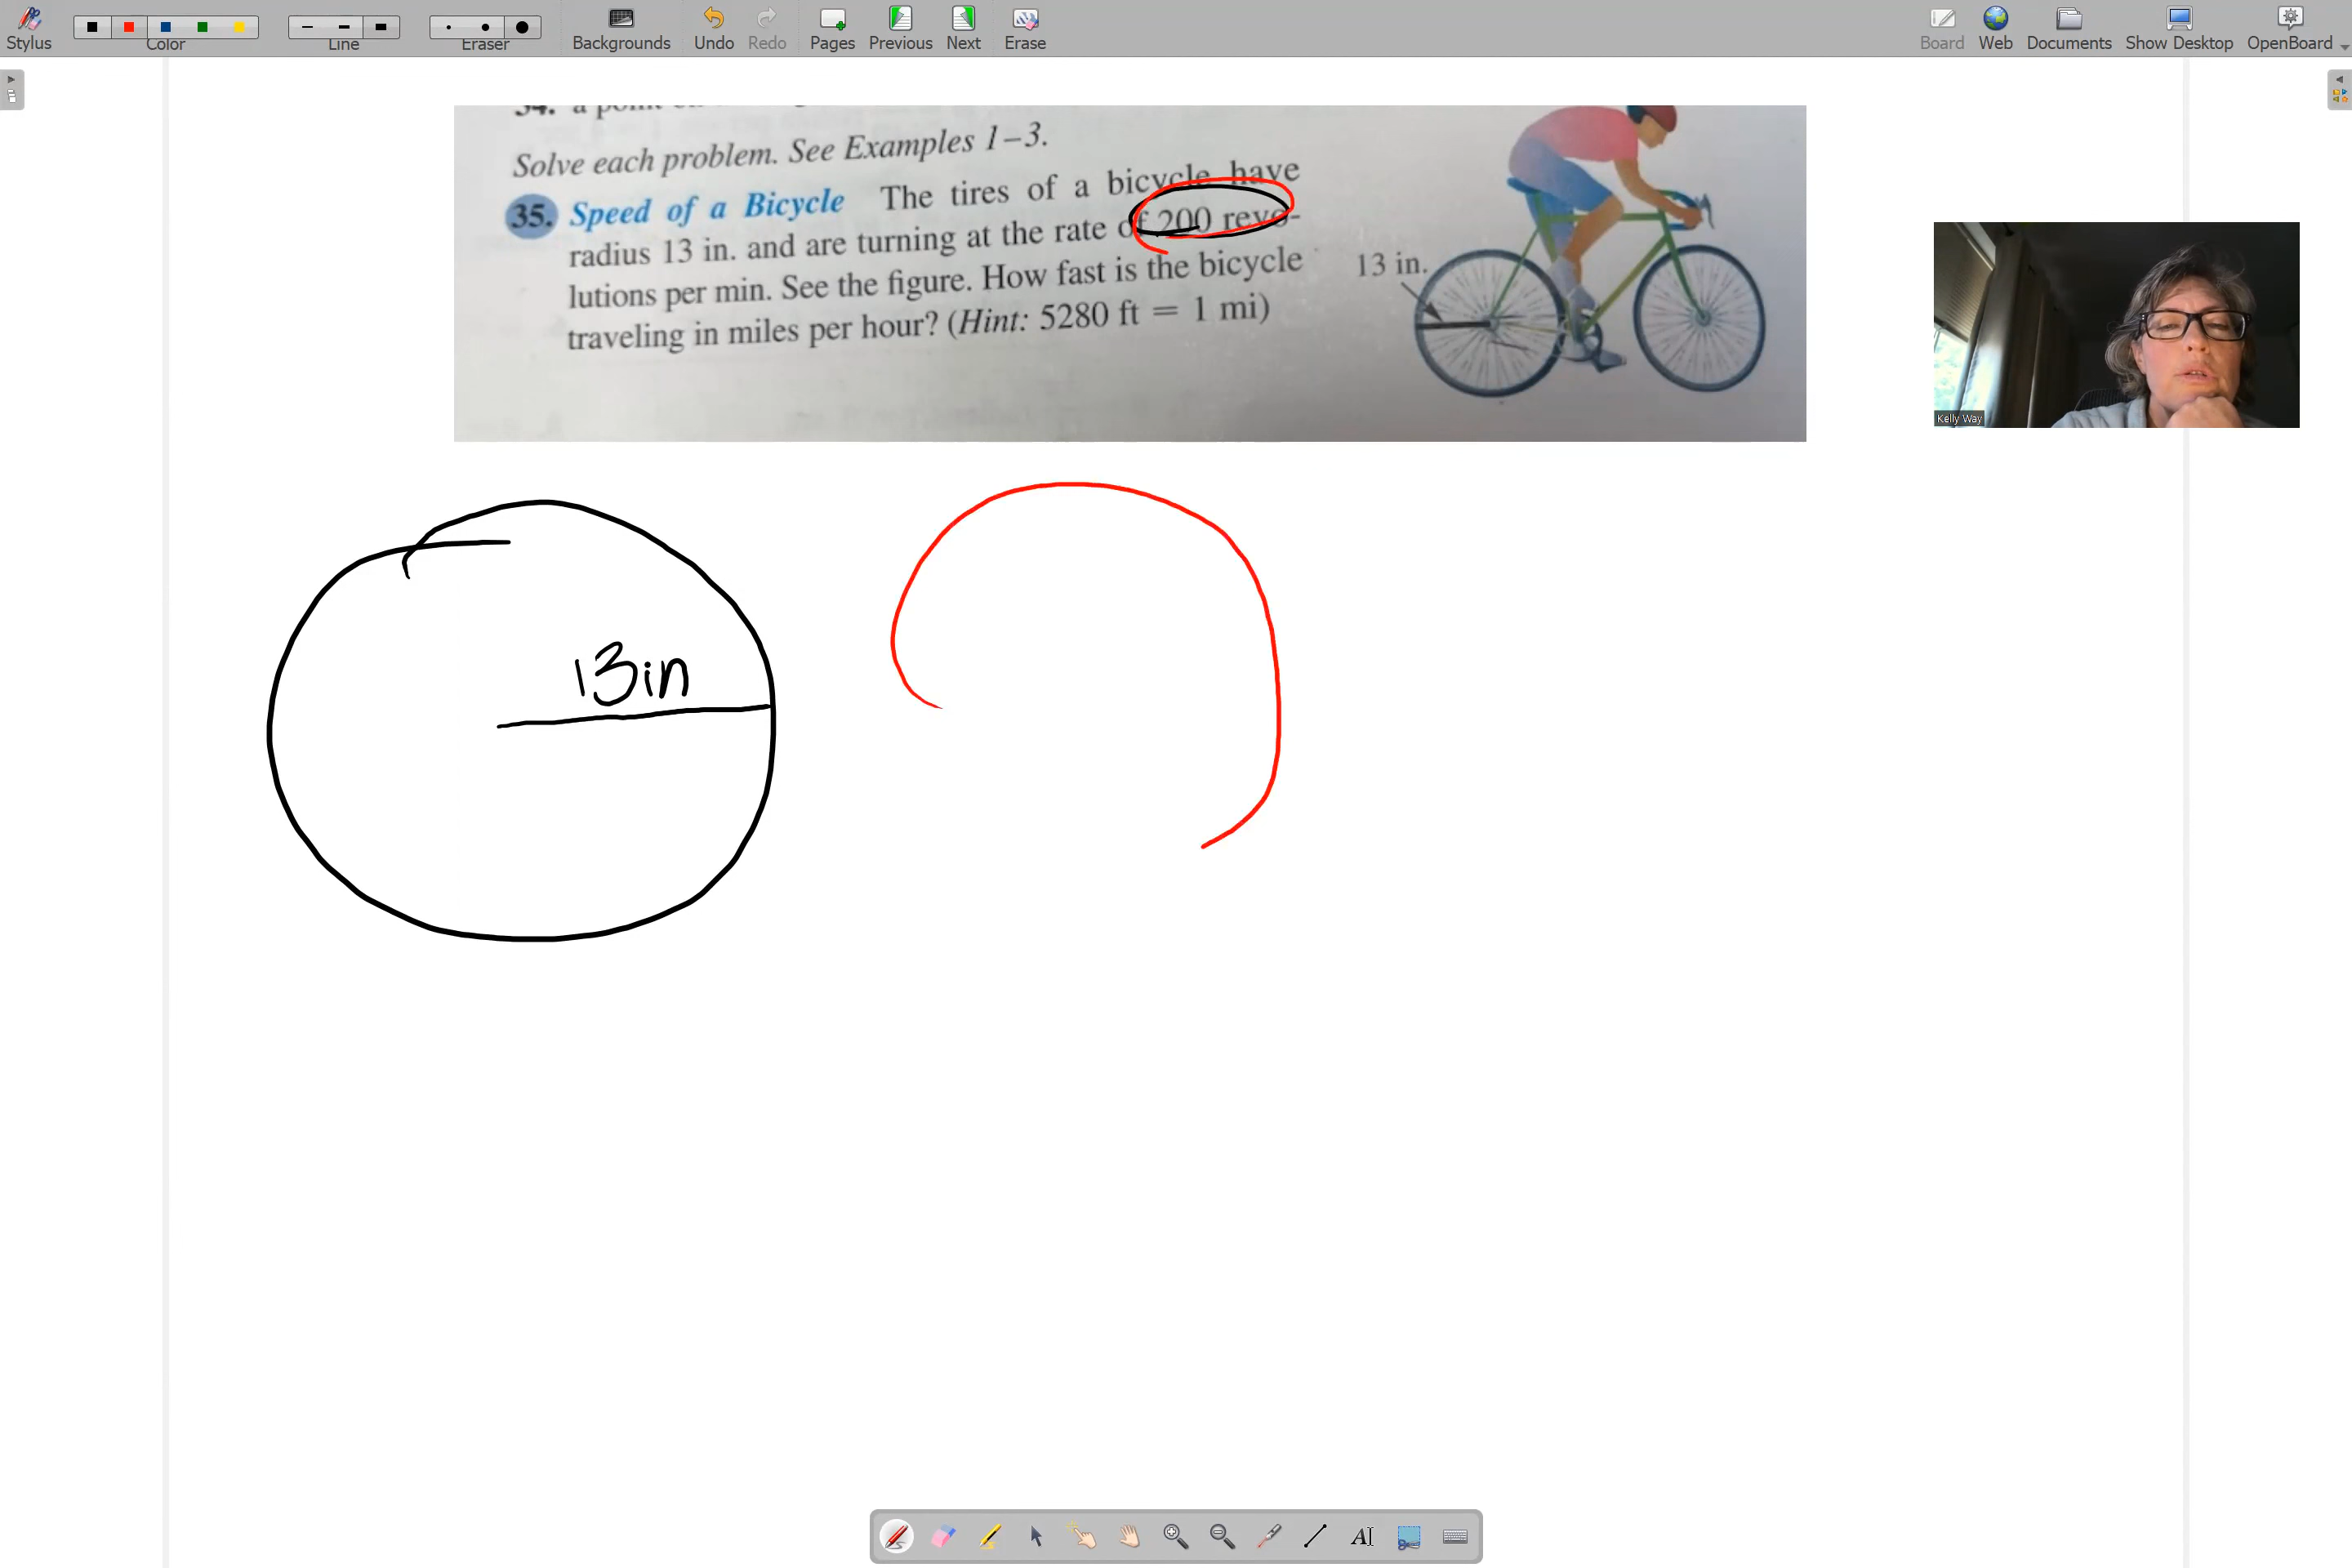 Stylus
Color
Line
Eraser
Backgrounds
Undo
Redo
Pages
Previous
Next
Erase
Board
Web
Documents
Show Desktop
OpenBoard
34. a point
Solve each problem. See Examples 1–3.
35. Speed of a Bicycle The tires of a bicycle have
radius 13 in. and are turning at the rate of 200 revo-
lutions per min. See the figure. How fast is the bicycle
traveling in miles per hour? (Hint: 5280 ft = 1 mi)
13 in.
Kelly Way
13in